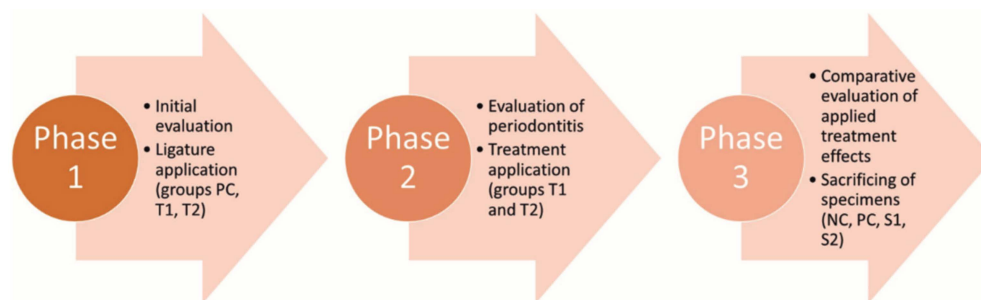 Phase
1
• Initial
evaluation
• Ligature
application
(groups PC,
T1, T2)
Phase
2
• Evaluation of
periodontitis
• Treatment
application
(groups T1
and T2)
Phase
3
• Comparative
evaluation of
applied
treatment
effects
• Sacrificing of
specimens
(NC, PC, S1,
S2)